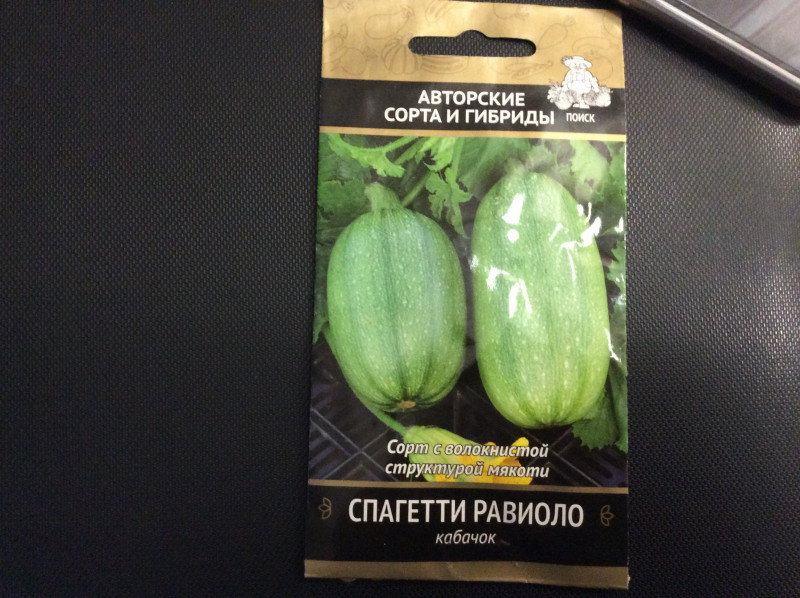 АВТОРСКИЕ
СОРТА И ГИБРИДЫ
ПОИСК
Сорт с волокнистой
структурой мякоти
СПАГЕТТИ РАВИОЛО
кабачок